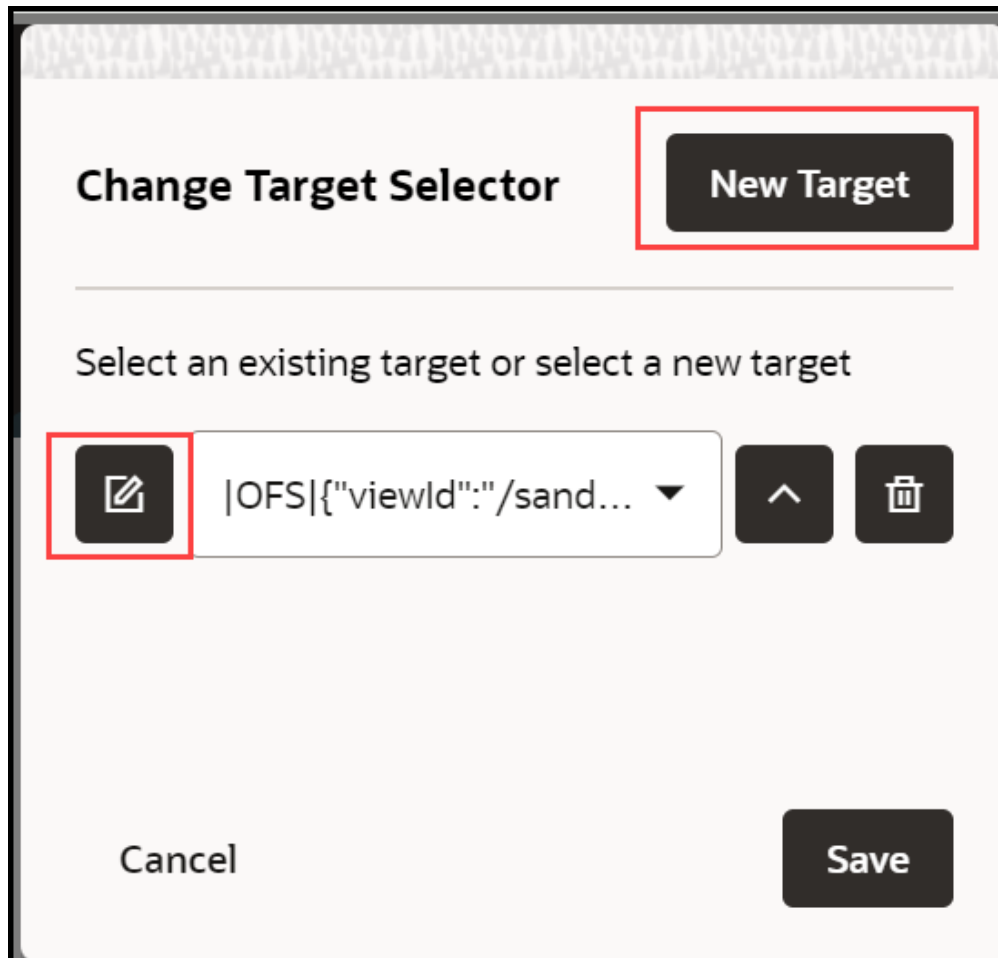 Change Target Selector
New Target
Select an existing target or select a new target
|OFS|{"viewId":"/sand...
Cancel
Save